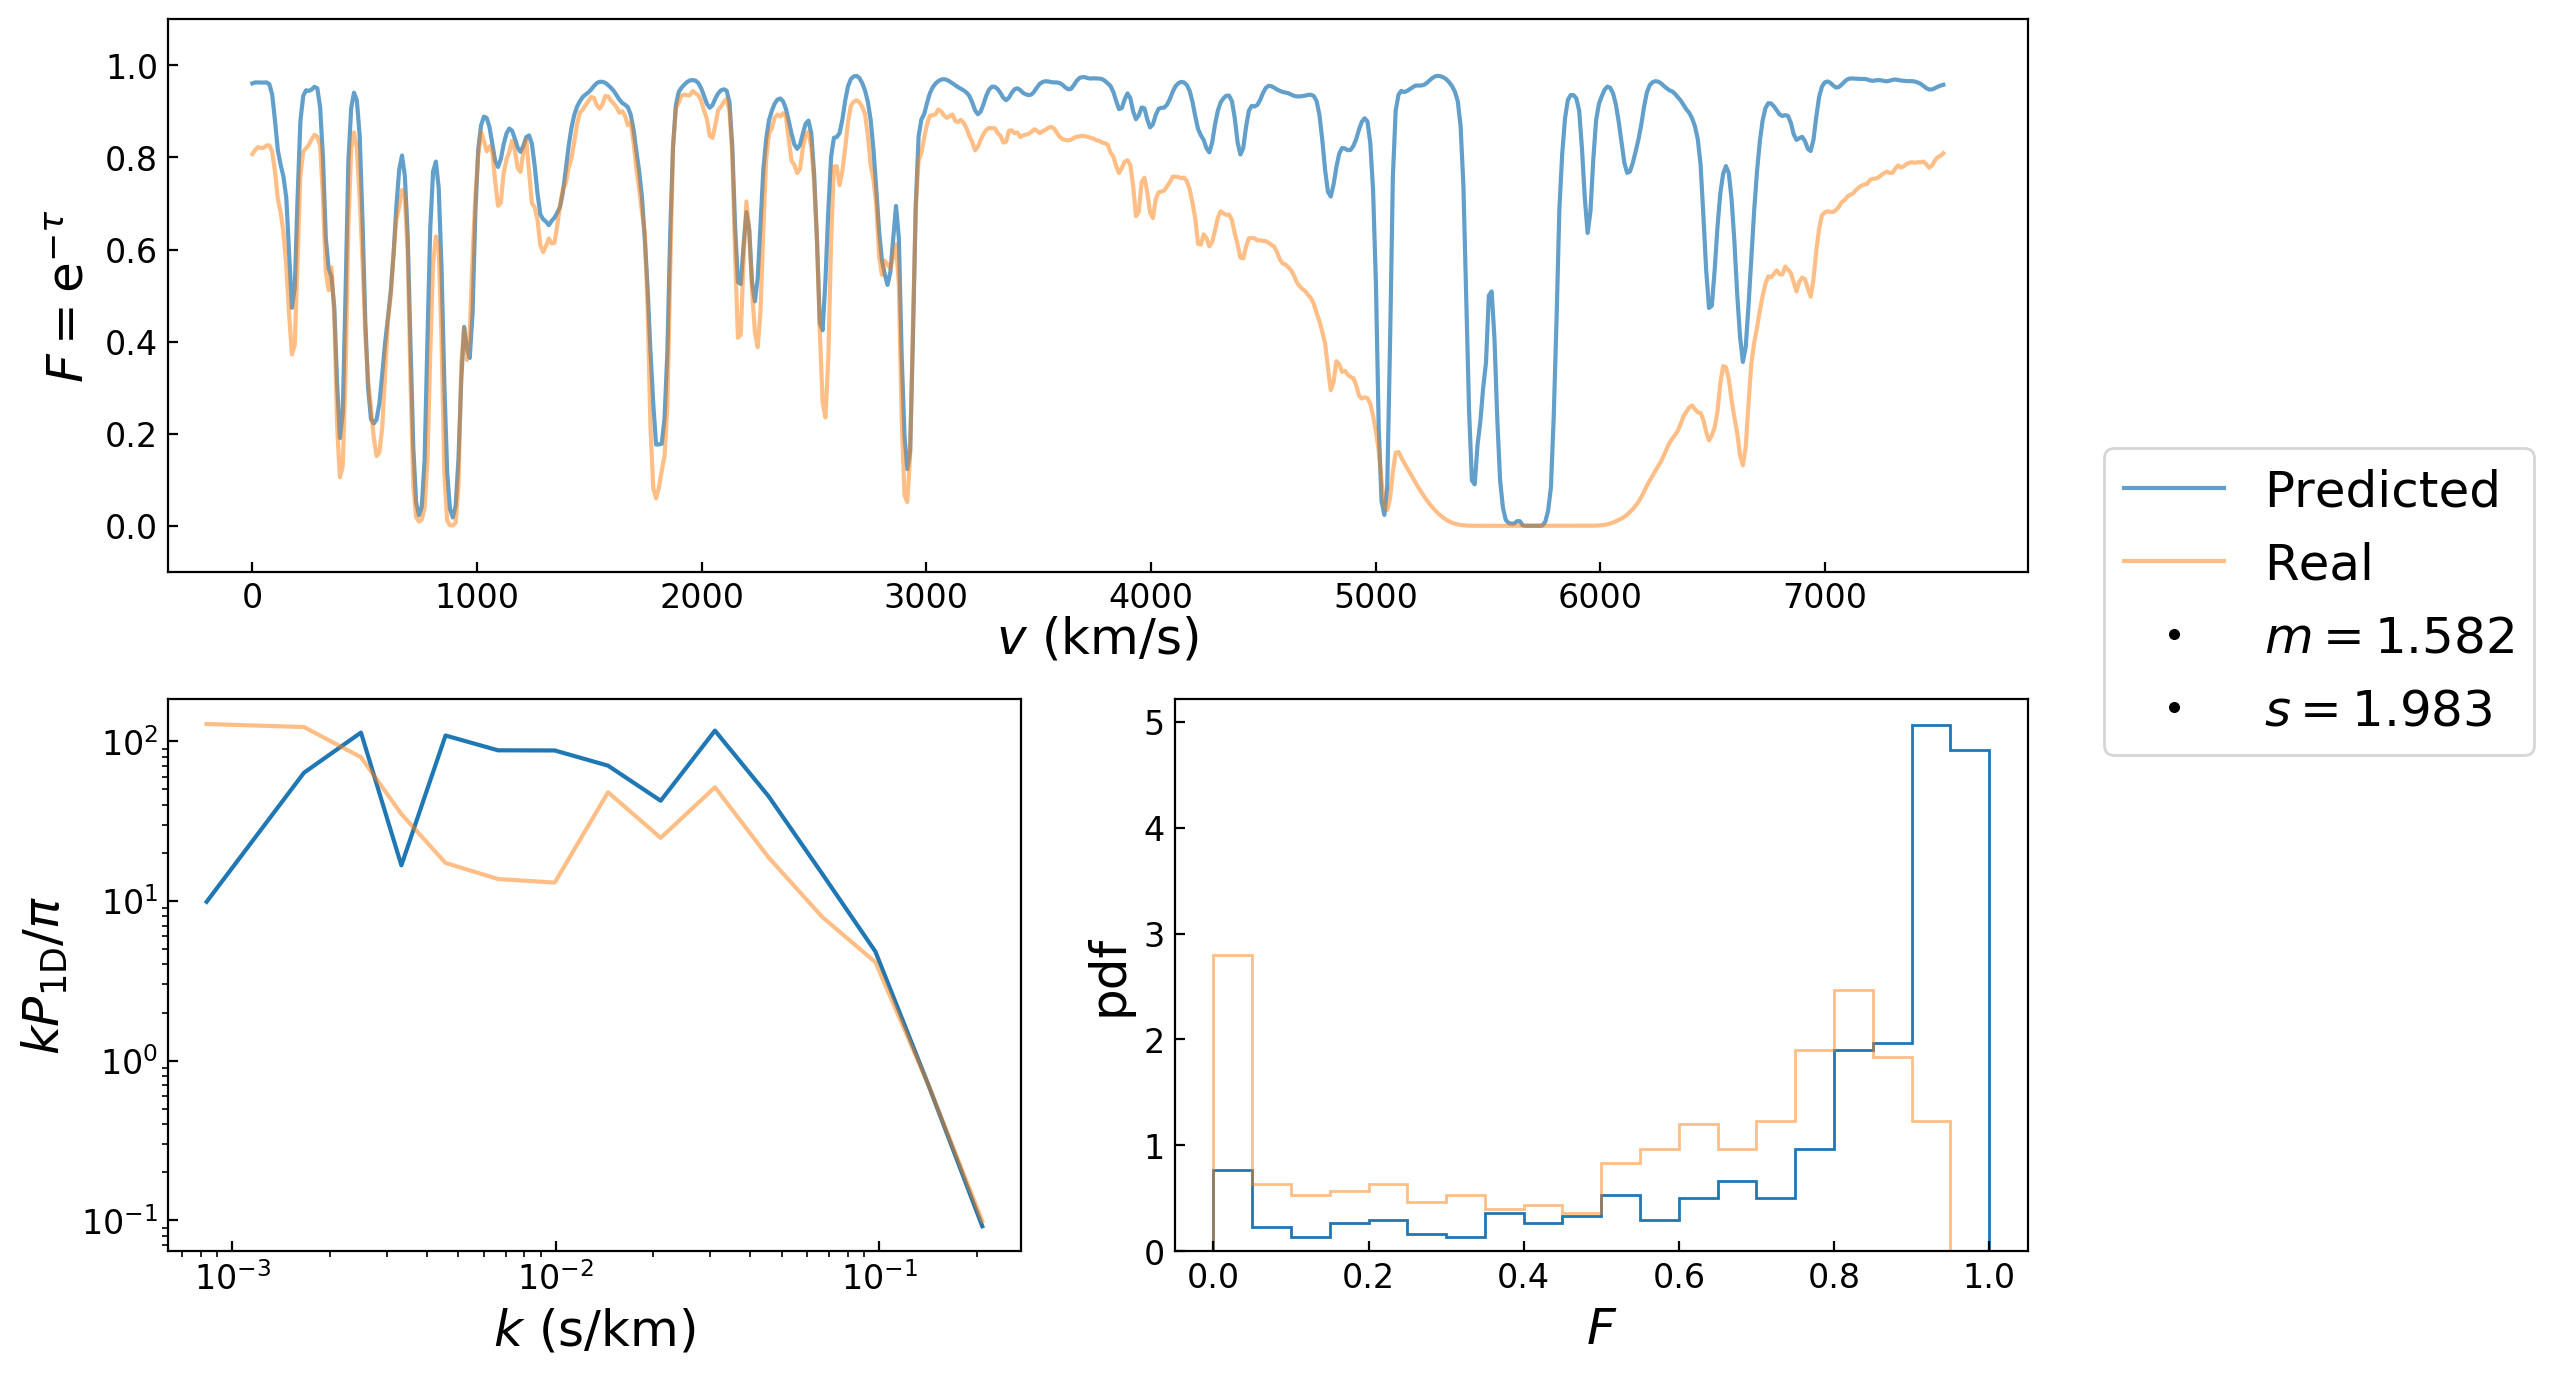 F = e^{−τ}
1.0
0.8
0.6
0.4
0.2
0.0
0 1000 2000 3000 4000 5000 6000 7000
v (km/s)
Predicted
Real
m = 1.582
s = 1.983
kP_{1D}/π
10^2
10^1
10^0
10^{−1}
10^{−3} 10^{−2} 10^{−1}
k (s/km)
pdf
5
4
3
2
1
0
0.0 0.2 0.4 0.6 0.8 1.0
F